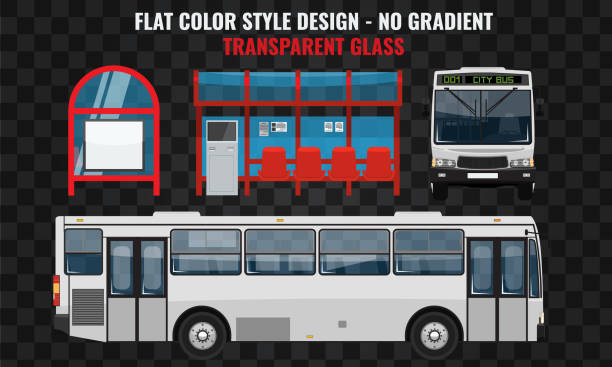 FLAT COLOR STYLE DESIGN - NO GRADIENT
TRANSPARENT GLASS
001 CITY BUS